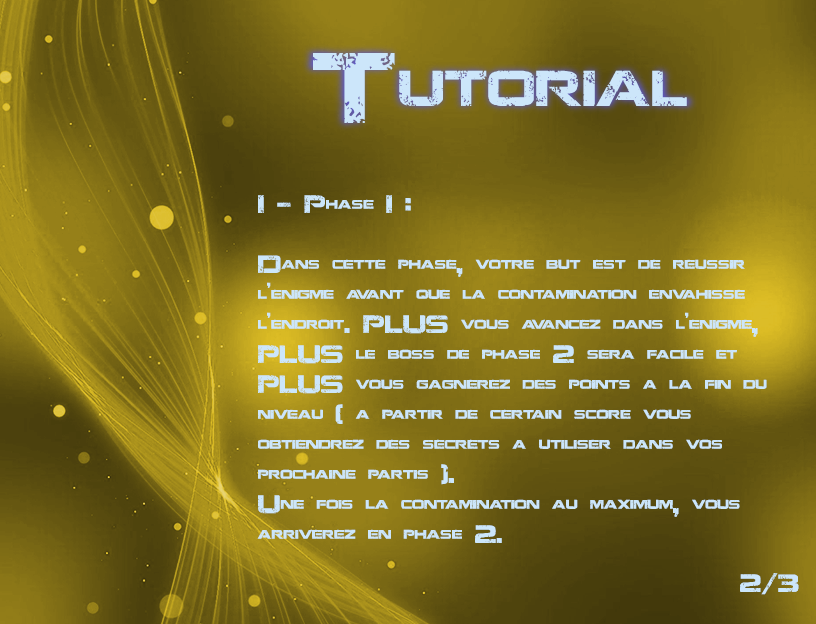 Tutorial
I - Phase I :
Dans cette phase, votre but est de reussir
l'enigme avant que la contamination envahisse
l'endroit. PLUS vous avancez dans l'enigme,
PLUS le boss de phase 2 sera facile et
PLUS vous gagnerez des points a la fin du
niveau ( a partir de certain score vous
obtiendrez des secrets a utiliser dans vos
prochaine partis ).
Une fois la contamination au maximum, vous
arriverez en phase 2.
2/3